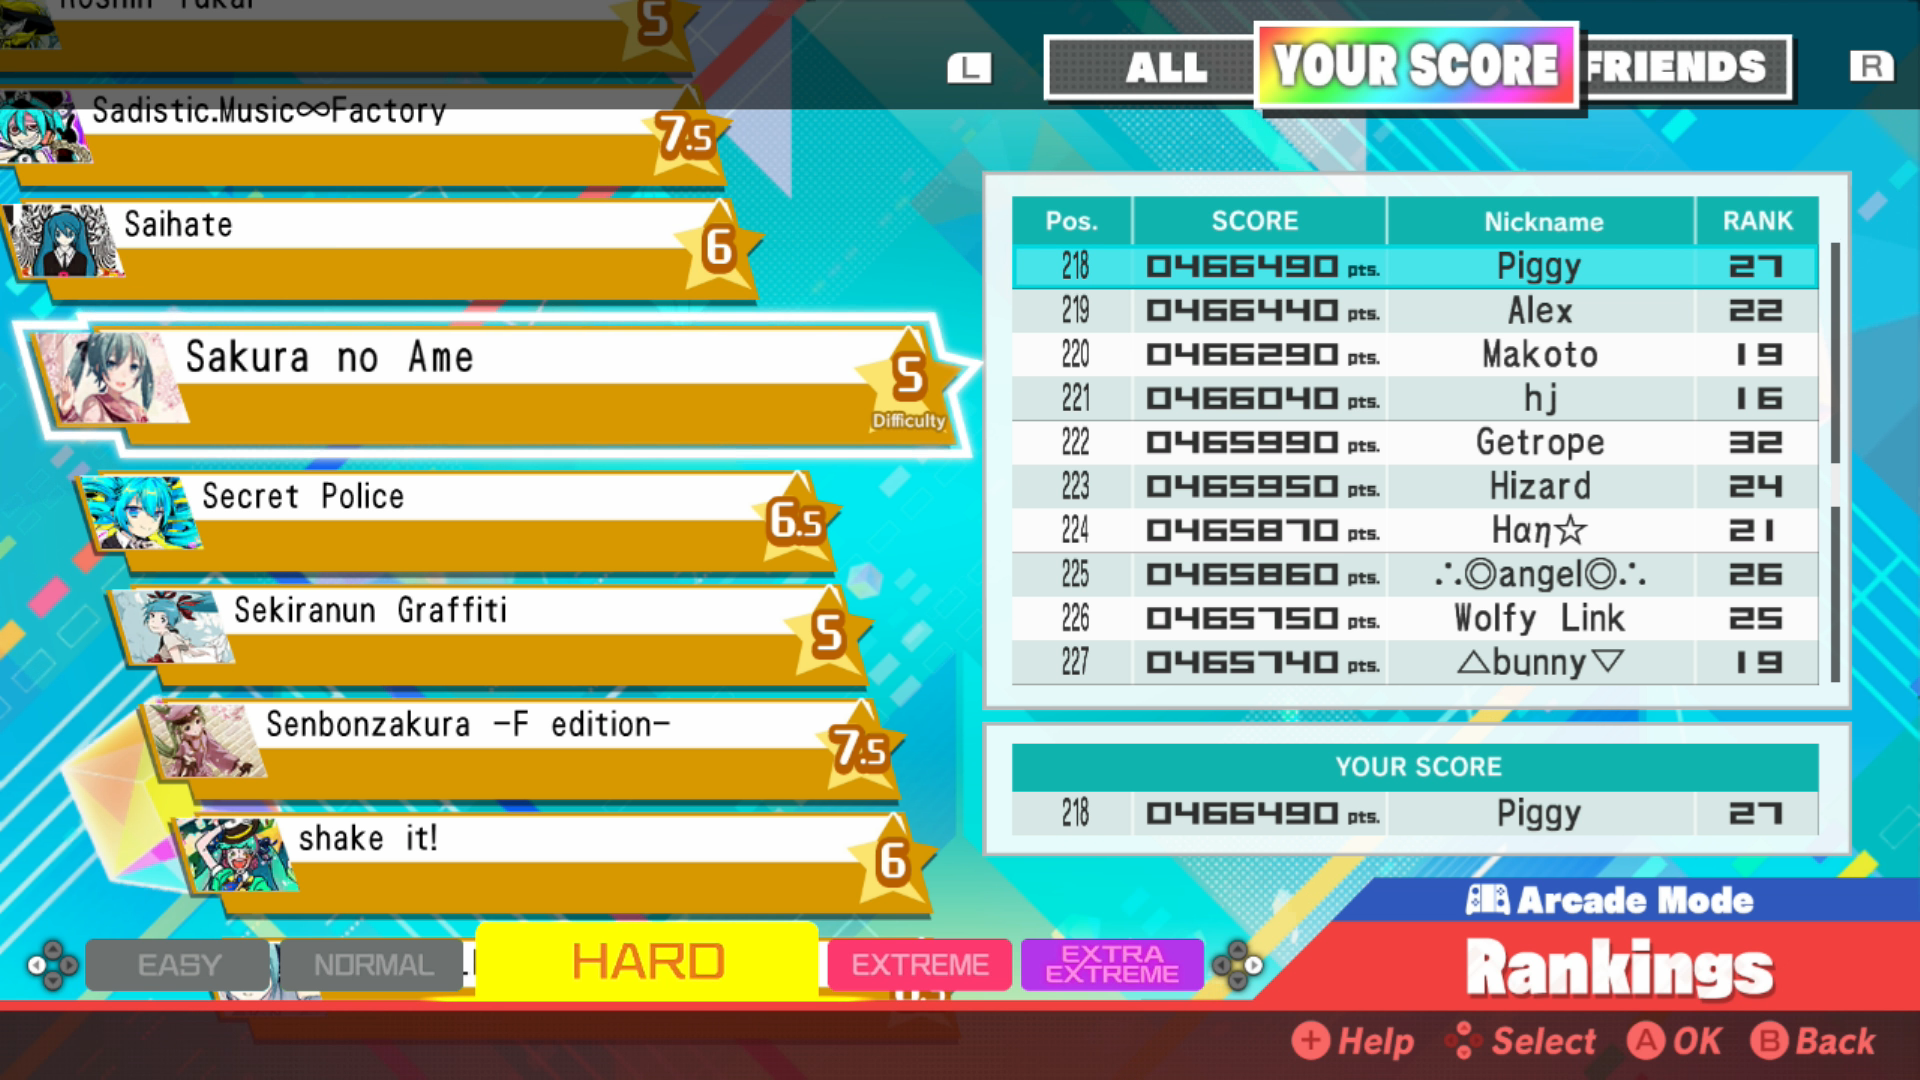 5
L
ALL
YOUR SCORE
FRIENDS
R
Sadistic.Music∞Factory
7.5
Saihate
6
Sakura no Ame
5
Difficulty
Secret Police
6.5
Sekiranun Graffiti
5
Senbonzakura -F edition-
7.5
shake it!
6
Pos. SCORE Nickname RANK
218 0466490 pts. Piggy 27
219 0466440 pts. Alex 22
220 0466290 pts. Makoto 19
221 0466040 pts. hj 16
222 0465990 pts. Getrope 32
223 0465950 pts. Hizard 24
224 0465870 pts. Hαη☆ 21
225 0465860 pts. ∴◎angel◎∴ 26
226 0465750 pts. Wolfy Link 25
227 0465740 pts. △bunny▽ 19
YOUR SCORE
218 0466490 pts. Piggy 27
Arcade Mode
Rankings
EASY
NORMAL
HARD
EXTREME
EXTRA
EXTREME
+ Help
Select
A OK
B Back